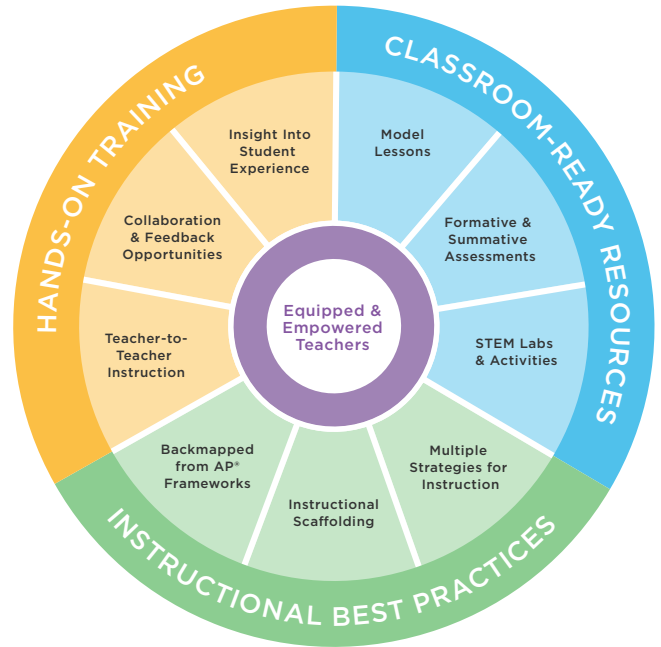 HANDS-ON TRAINING
CLASSROOM-READY RESOURCES
INSTRUCTIONAL BEST PRACTICES
Insight Into
Student
Experience
Collaboration
& Feedback
Opportunities
Teacher-to-
Teacher
Instruction
Model
Lessons
Formative &
Summative
Assessments
STEM Labs
& Activities
Multiple
Strategies for
Instruction
Instructional
Scaffolding
Backmapped
from AP®
Frameworks
Equipped &
Empowered
Teachers